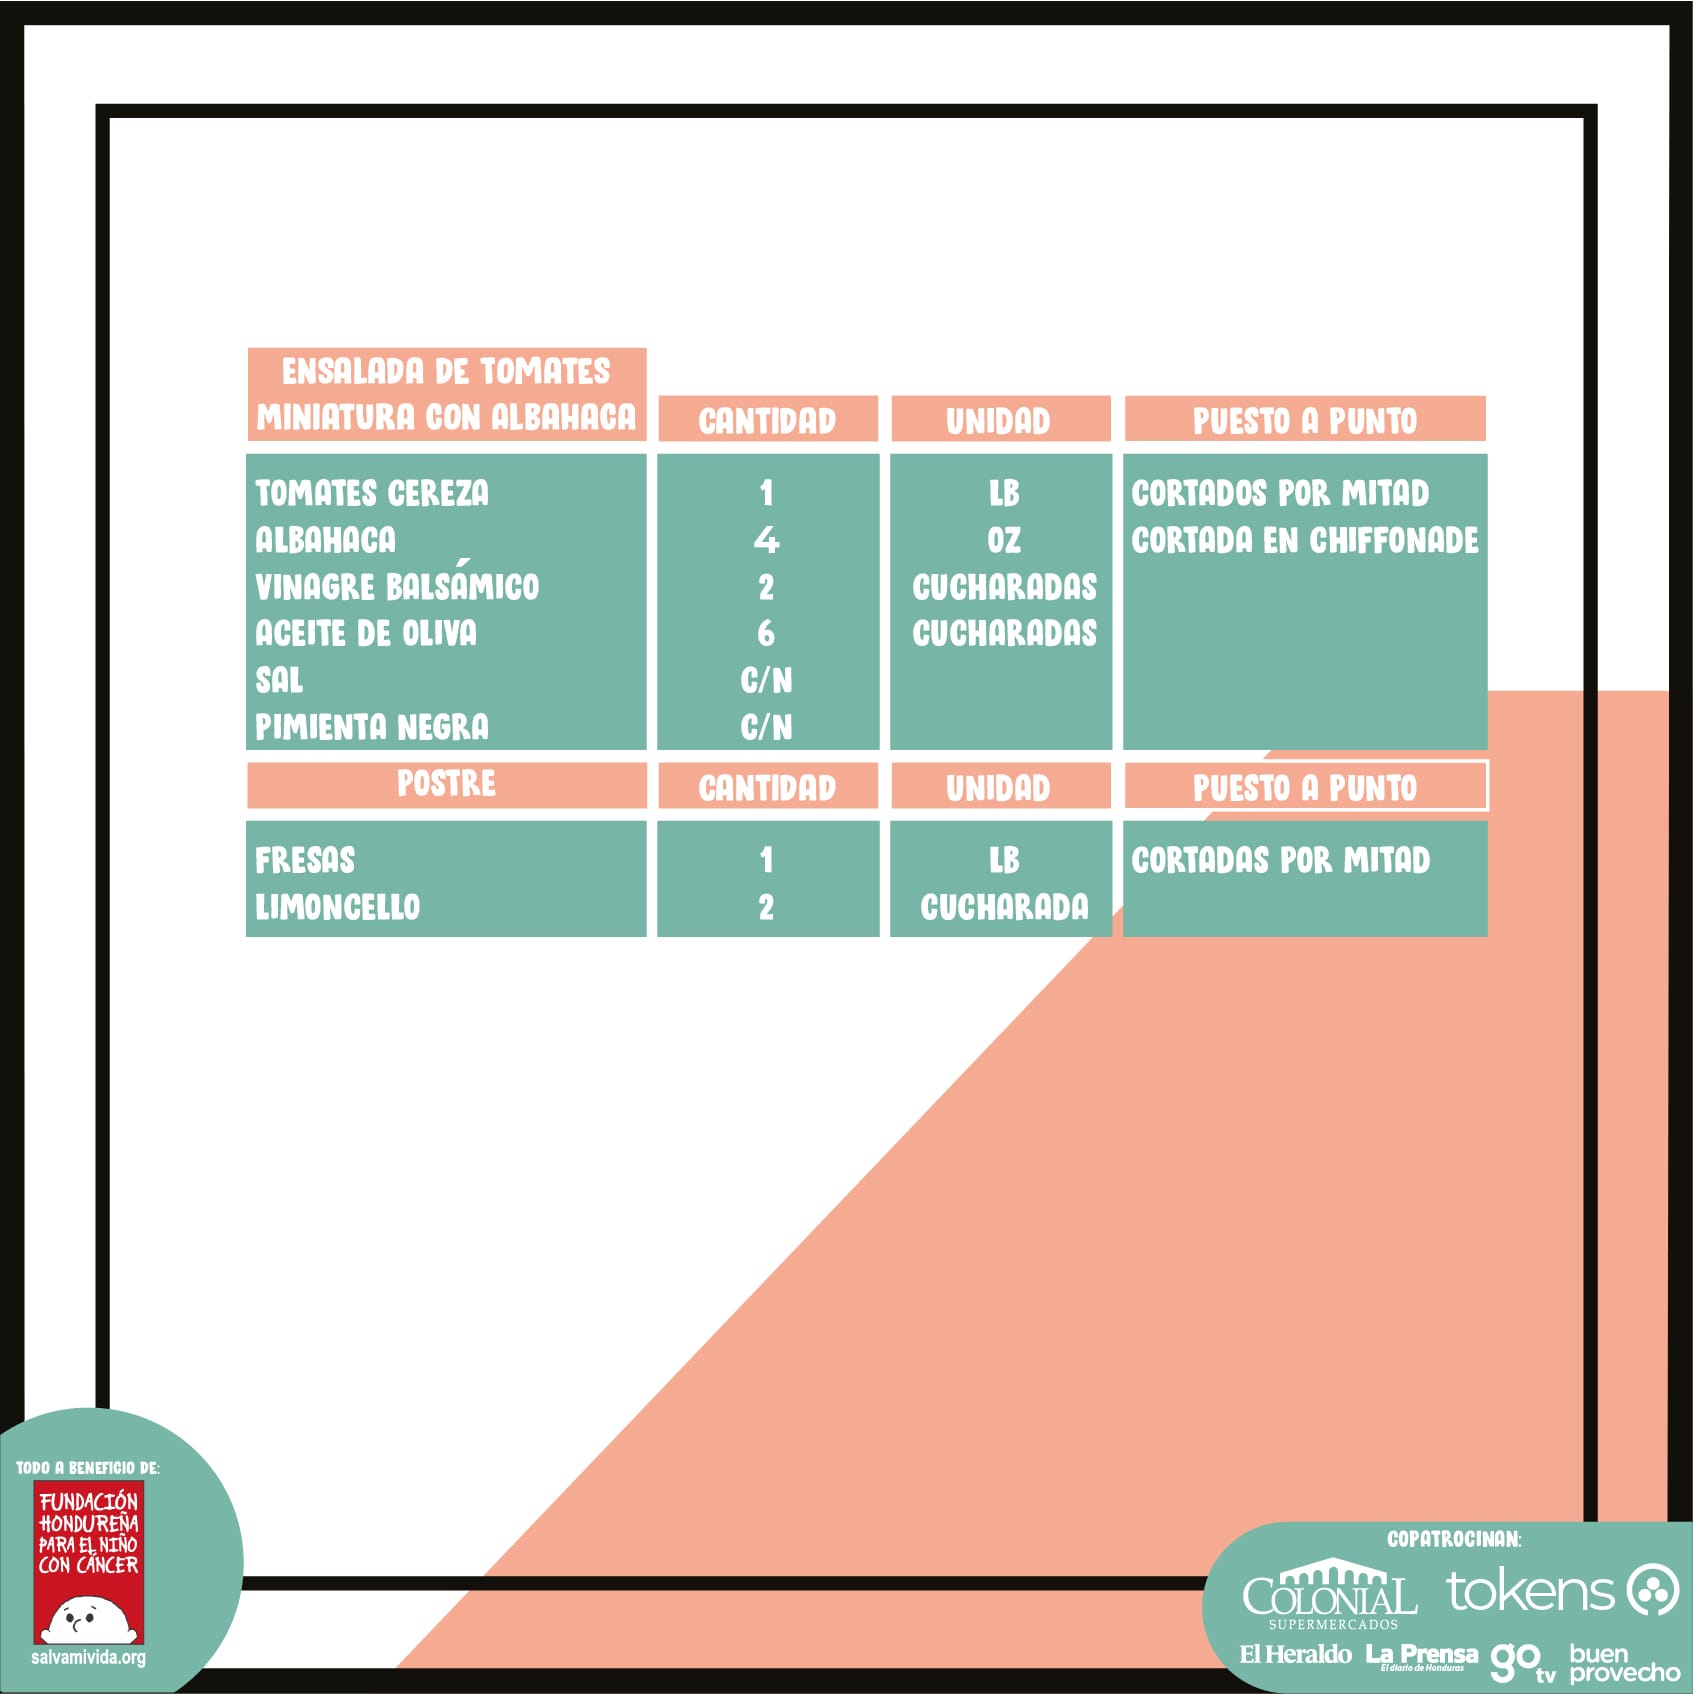 ENSALADA DE TOMATES
MINIATURA CON ALBAHACA CANTIDAD UNIDAD PUESTO A PUNTO
TOMATES CEREZA 1 LB CORTADOS POR MITAD
ALBAHACA 4 OZ CORTADA EN CHIFFONADE
VINAGRE BALSÁMICO 2 CUCHARADAS
ACEITE DE OLIVA 6 CUCHARADAS
SAL C/N
PIMIENTA NEGRA C/N
POSTRE CANTIDAD UNIDAD PUESTO A PUNTO
FRESAS 1 LB CORTADAS POR MITAD
LIMONCELLO 2 CUCHARADA
TODO A BENEFICIO DE:
FUNDACIÓN
HONDUREÑA
PARA EL NIÑO
CON CÁNCER
salvamivida.org
COPATROCINAN:
COLONIAL
SUPERMERCADOS
tokens
El Heraldo
La Prensa
El diario de Honduras
go tv
buen
provecho